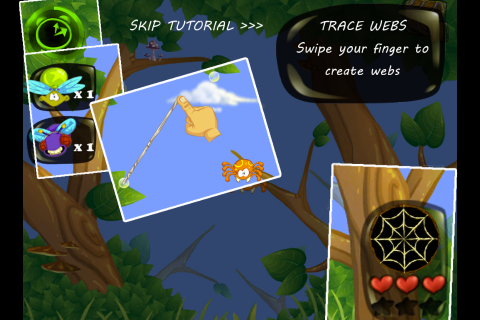 SKIP TUTORIAL >>>
TRACE WEBS
Swipe your finger to
create webs
x 1
x 1